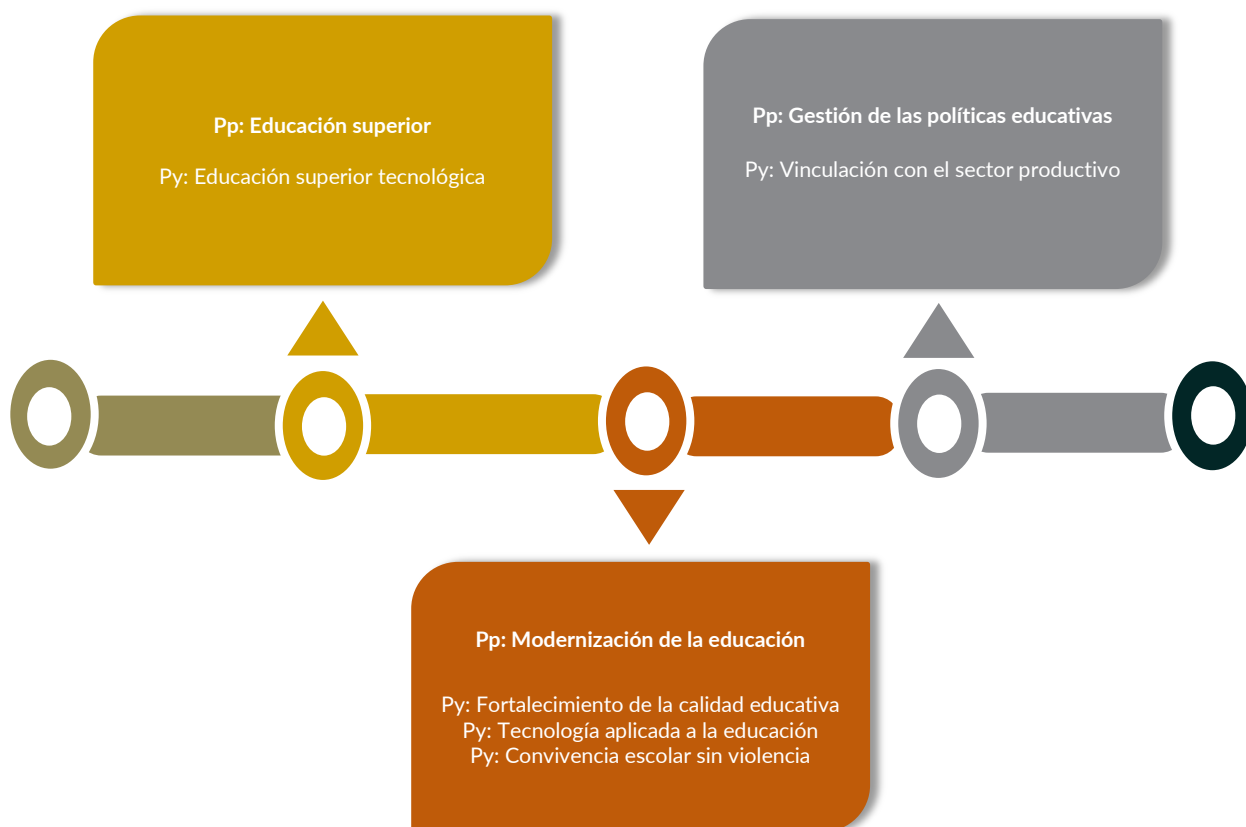 Pp: Educación superior
Py: Educación superior tecnológica
Pp: Gestión de las políticas educativas
Py: Vinculación con el sector productivo
Pp: Modernización de la educación
Py: Fortalecimiento de la calidad educativa
Py: Tecnología aplicada a la educación
Py: Convivencia escolar sin violencia